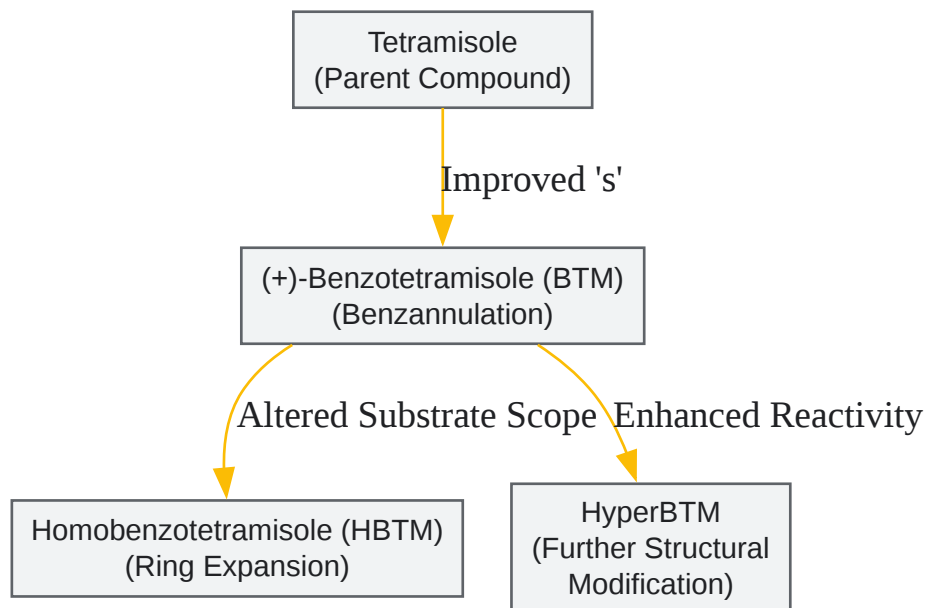 Tetramisole
(Parent Compound)
Improved 's'
(+)-Benzotetramisole (BTM)
(Benzannulation)
Altered Substrate Scope
Enhanced Reactivity
Homobenzotetramisole (HBTM)
(Ring Expansion)
HyperBTM
(Further Structural
Modification)